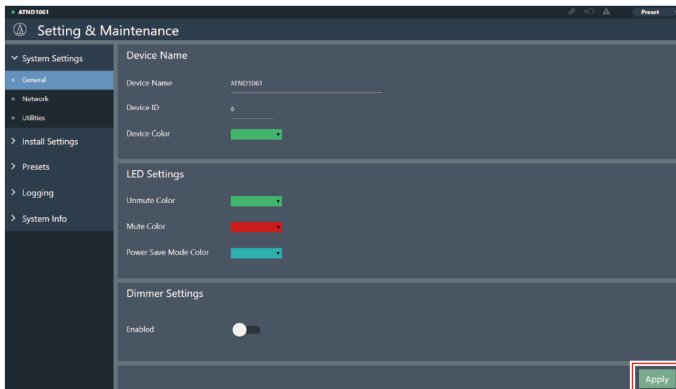 ATND1061
Preset
Setting & Maintenance
System Settings
General
Network
Utilities
Install Settings
Presets
Logging
System Info
Device Name
Device Name ATND1061
Device ID 0
Device Color
LED Settings
Unmute Color
Mute Color
Power Save Mode Color
Dimmer Settings
Enabled
Apply